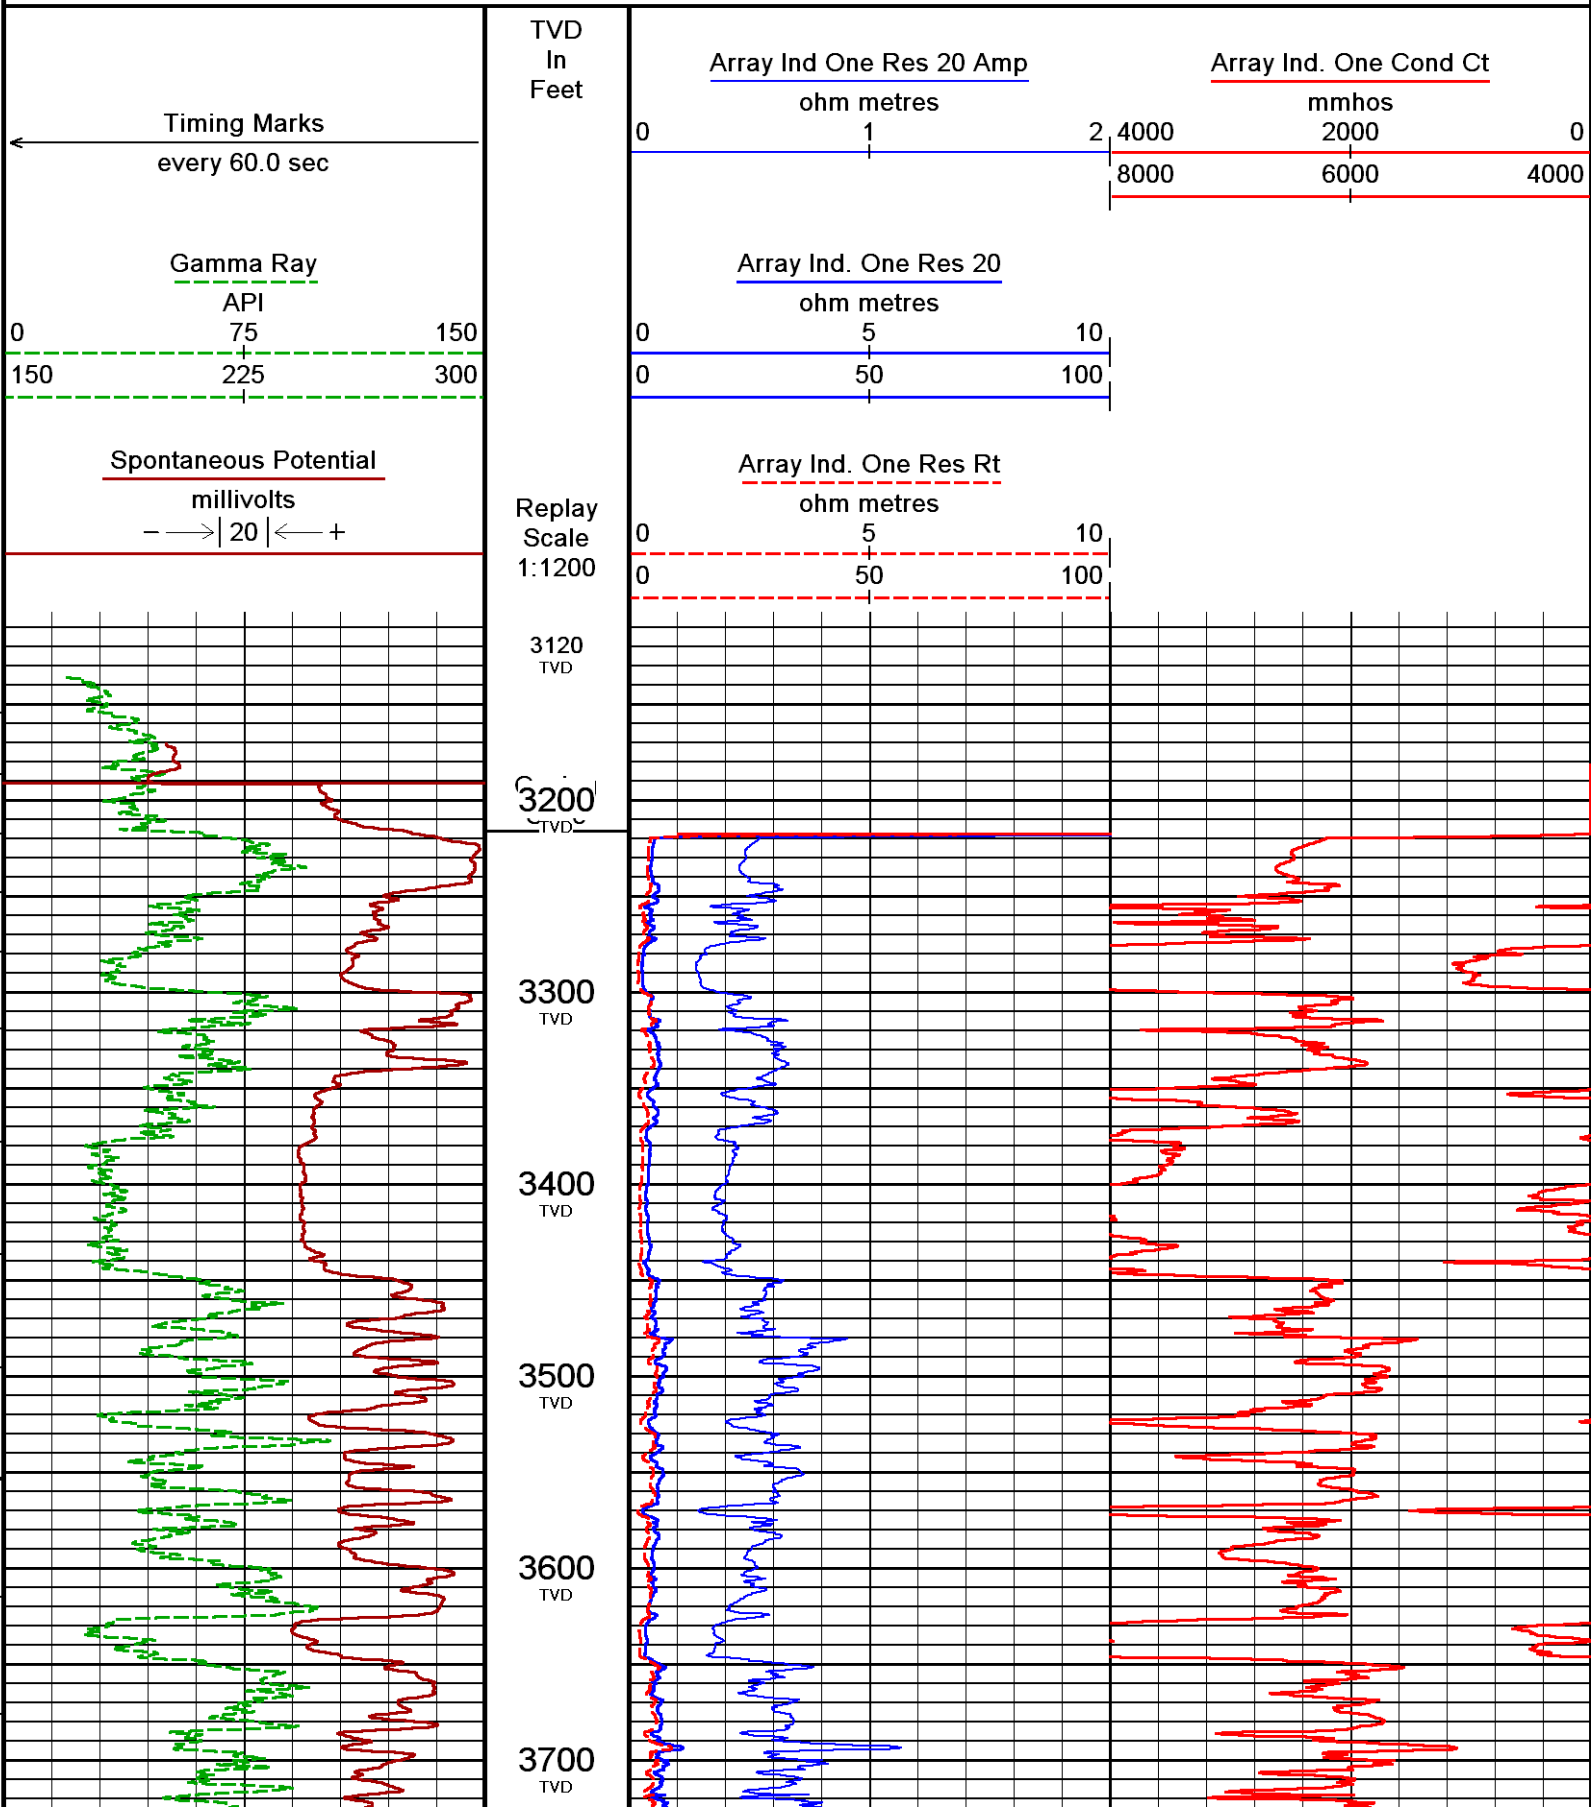 TVD
In
Feet
Timing Marks
every 60.0 sec
Gamma Ray
API
0 75 150
150 225 300
Spontaneous Potential
millivolts
− 20 +
Replay
Scale
1:1200
Array Ind One Res 20 Amp
ohm metres
0 1 2
Array Ind. One Cond Ct
mmhos
4000 2000 0
8000 6000 4000
Array Ind. One Res 20
ohm metres
0 5 10
0 50 100
Array Ind. One Res Rt
ohm metres
0 5 10
0 50 100
3120
TVD
3200
TVD
3300
TVD
3400
TVD
3500
TVD
3600
TVD
3700
TVD